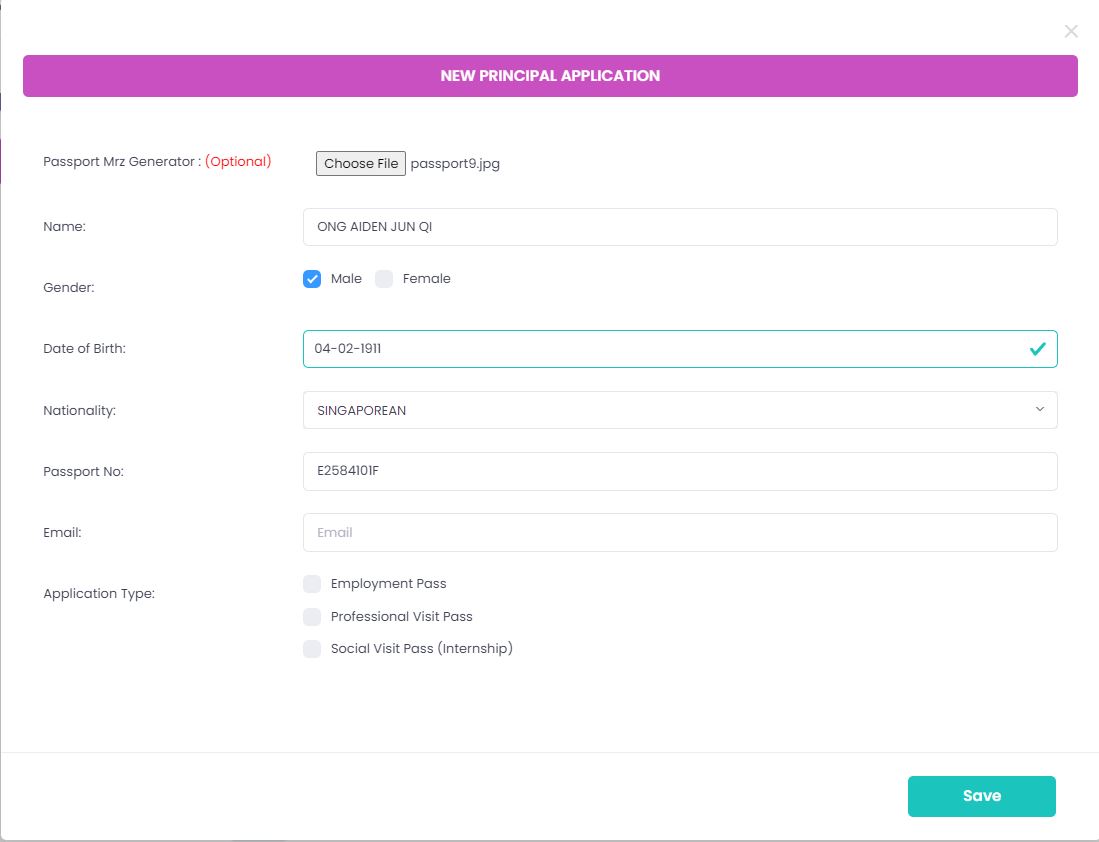 NEW PRINCIPAL APPLICATION
Passport Mrz Generator : (Optional) Choose File passport9.jpg
Name: ONG AIDEN JUN QI
Gender: Male Female
Date of Birth: 04-02-1911
Nationality: SINGAPOREAN
Passport No: E2584101F
Email: Email
Application Type: Employment Pass
Professional Visit Pass
Social Visit Pass (Internship)
Save